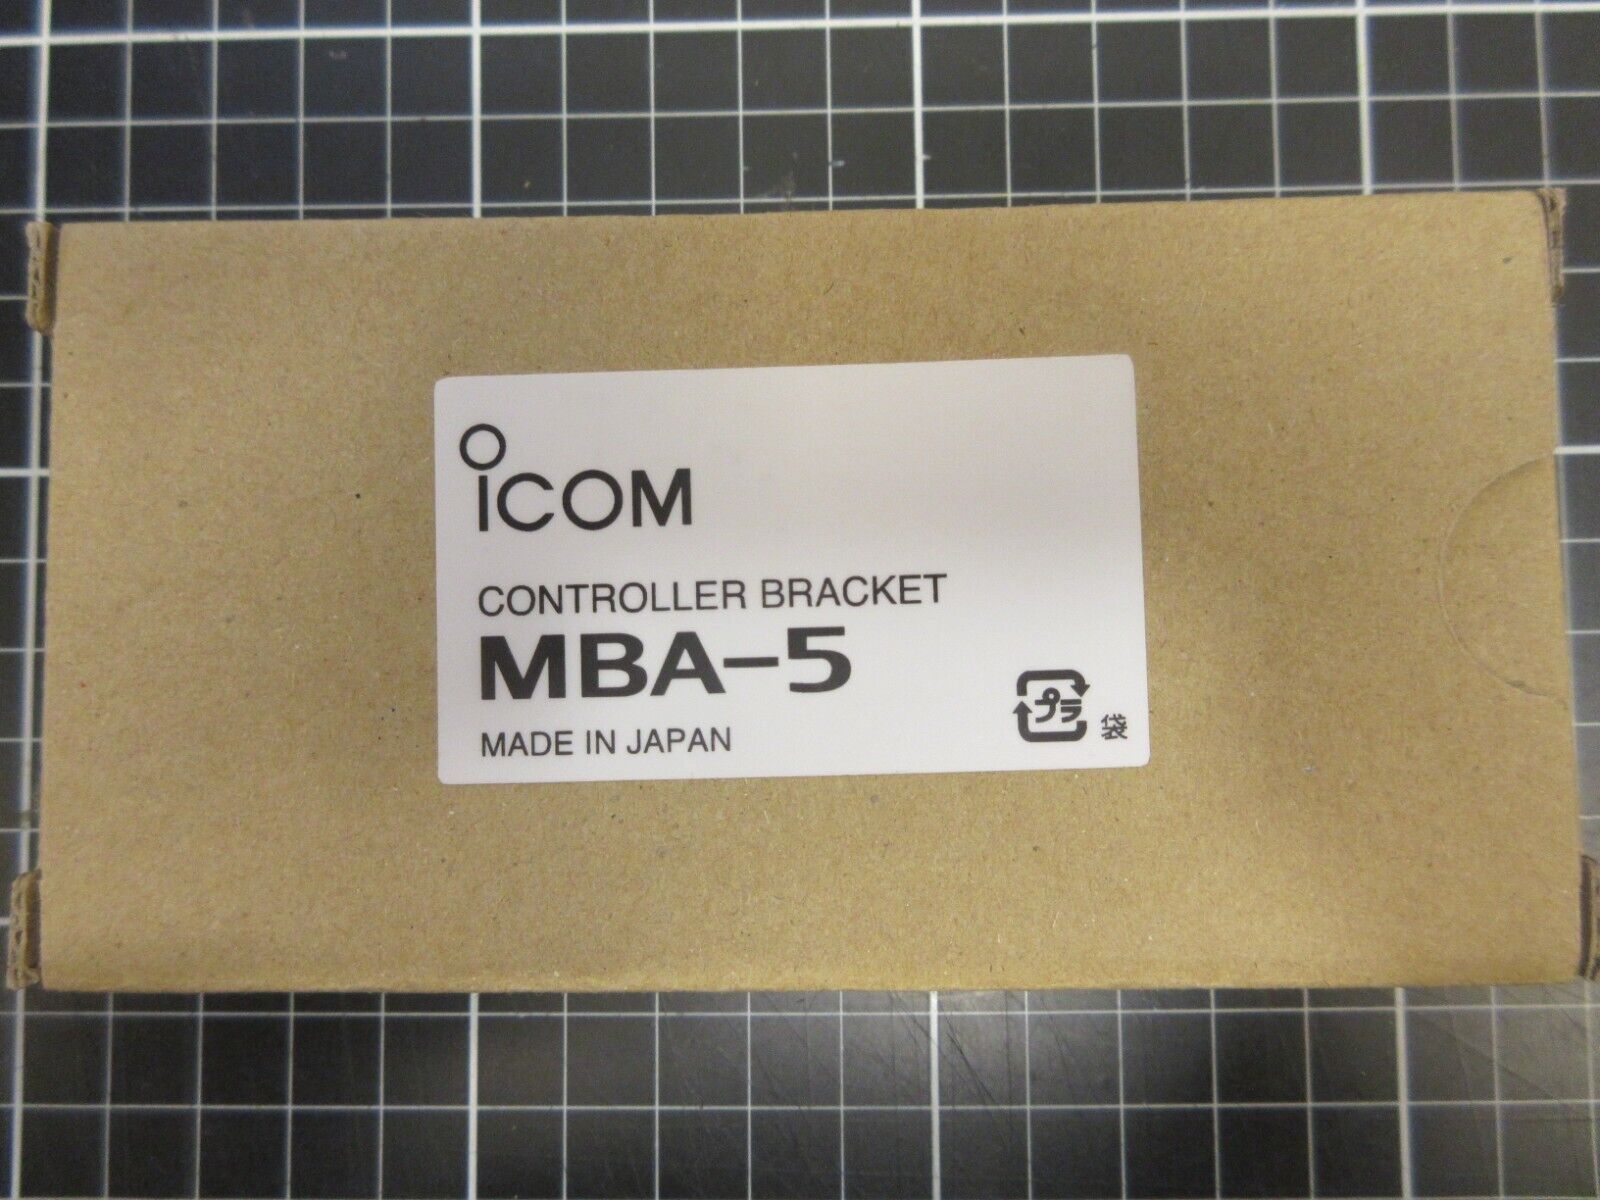 iCOM
CONTROLLER BRACKET
MBA-5
MADE IN JAPAN
プラ
袋